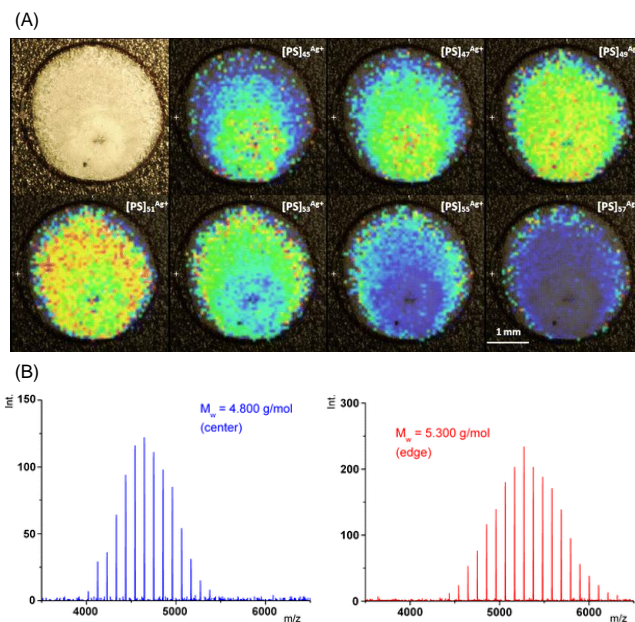 (A)
[PS]45Ag+
[PS]47Ag+
[PS]49Ag+
[PS]51Ag+
[PS]53Ag+
[PS]55Ag+
[PS]57Ag+
1 mm
(B)
Int.
150
100
50
0
4000 5000 6000 m/z
Mw = 4.800 g/mol
(center)
Int.
300
200
100
0
4000 5000 6000 m/z
Mw = 5.300 g/mol
(edge)